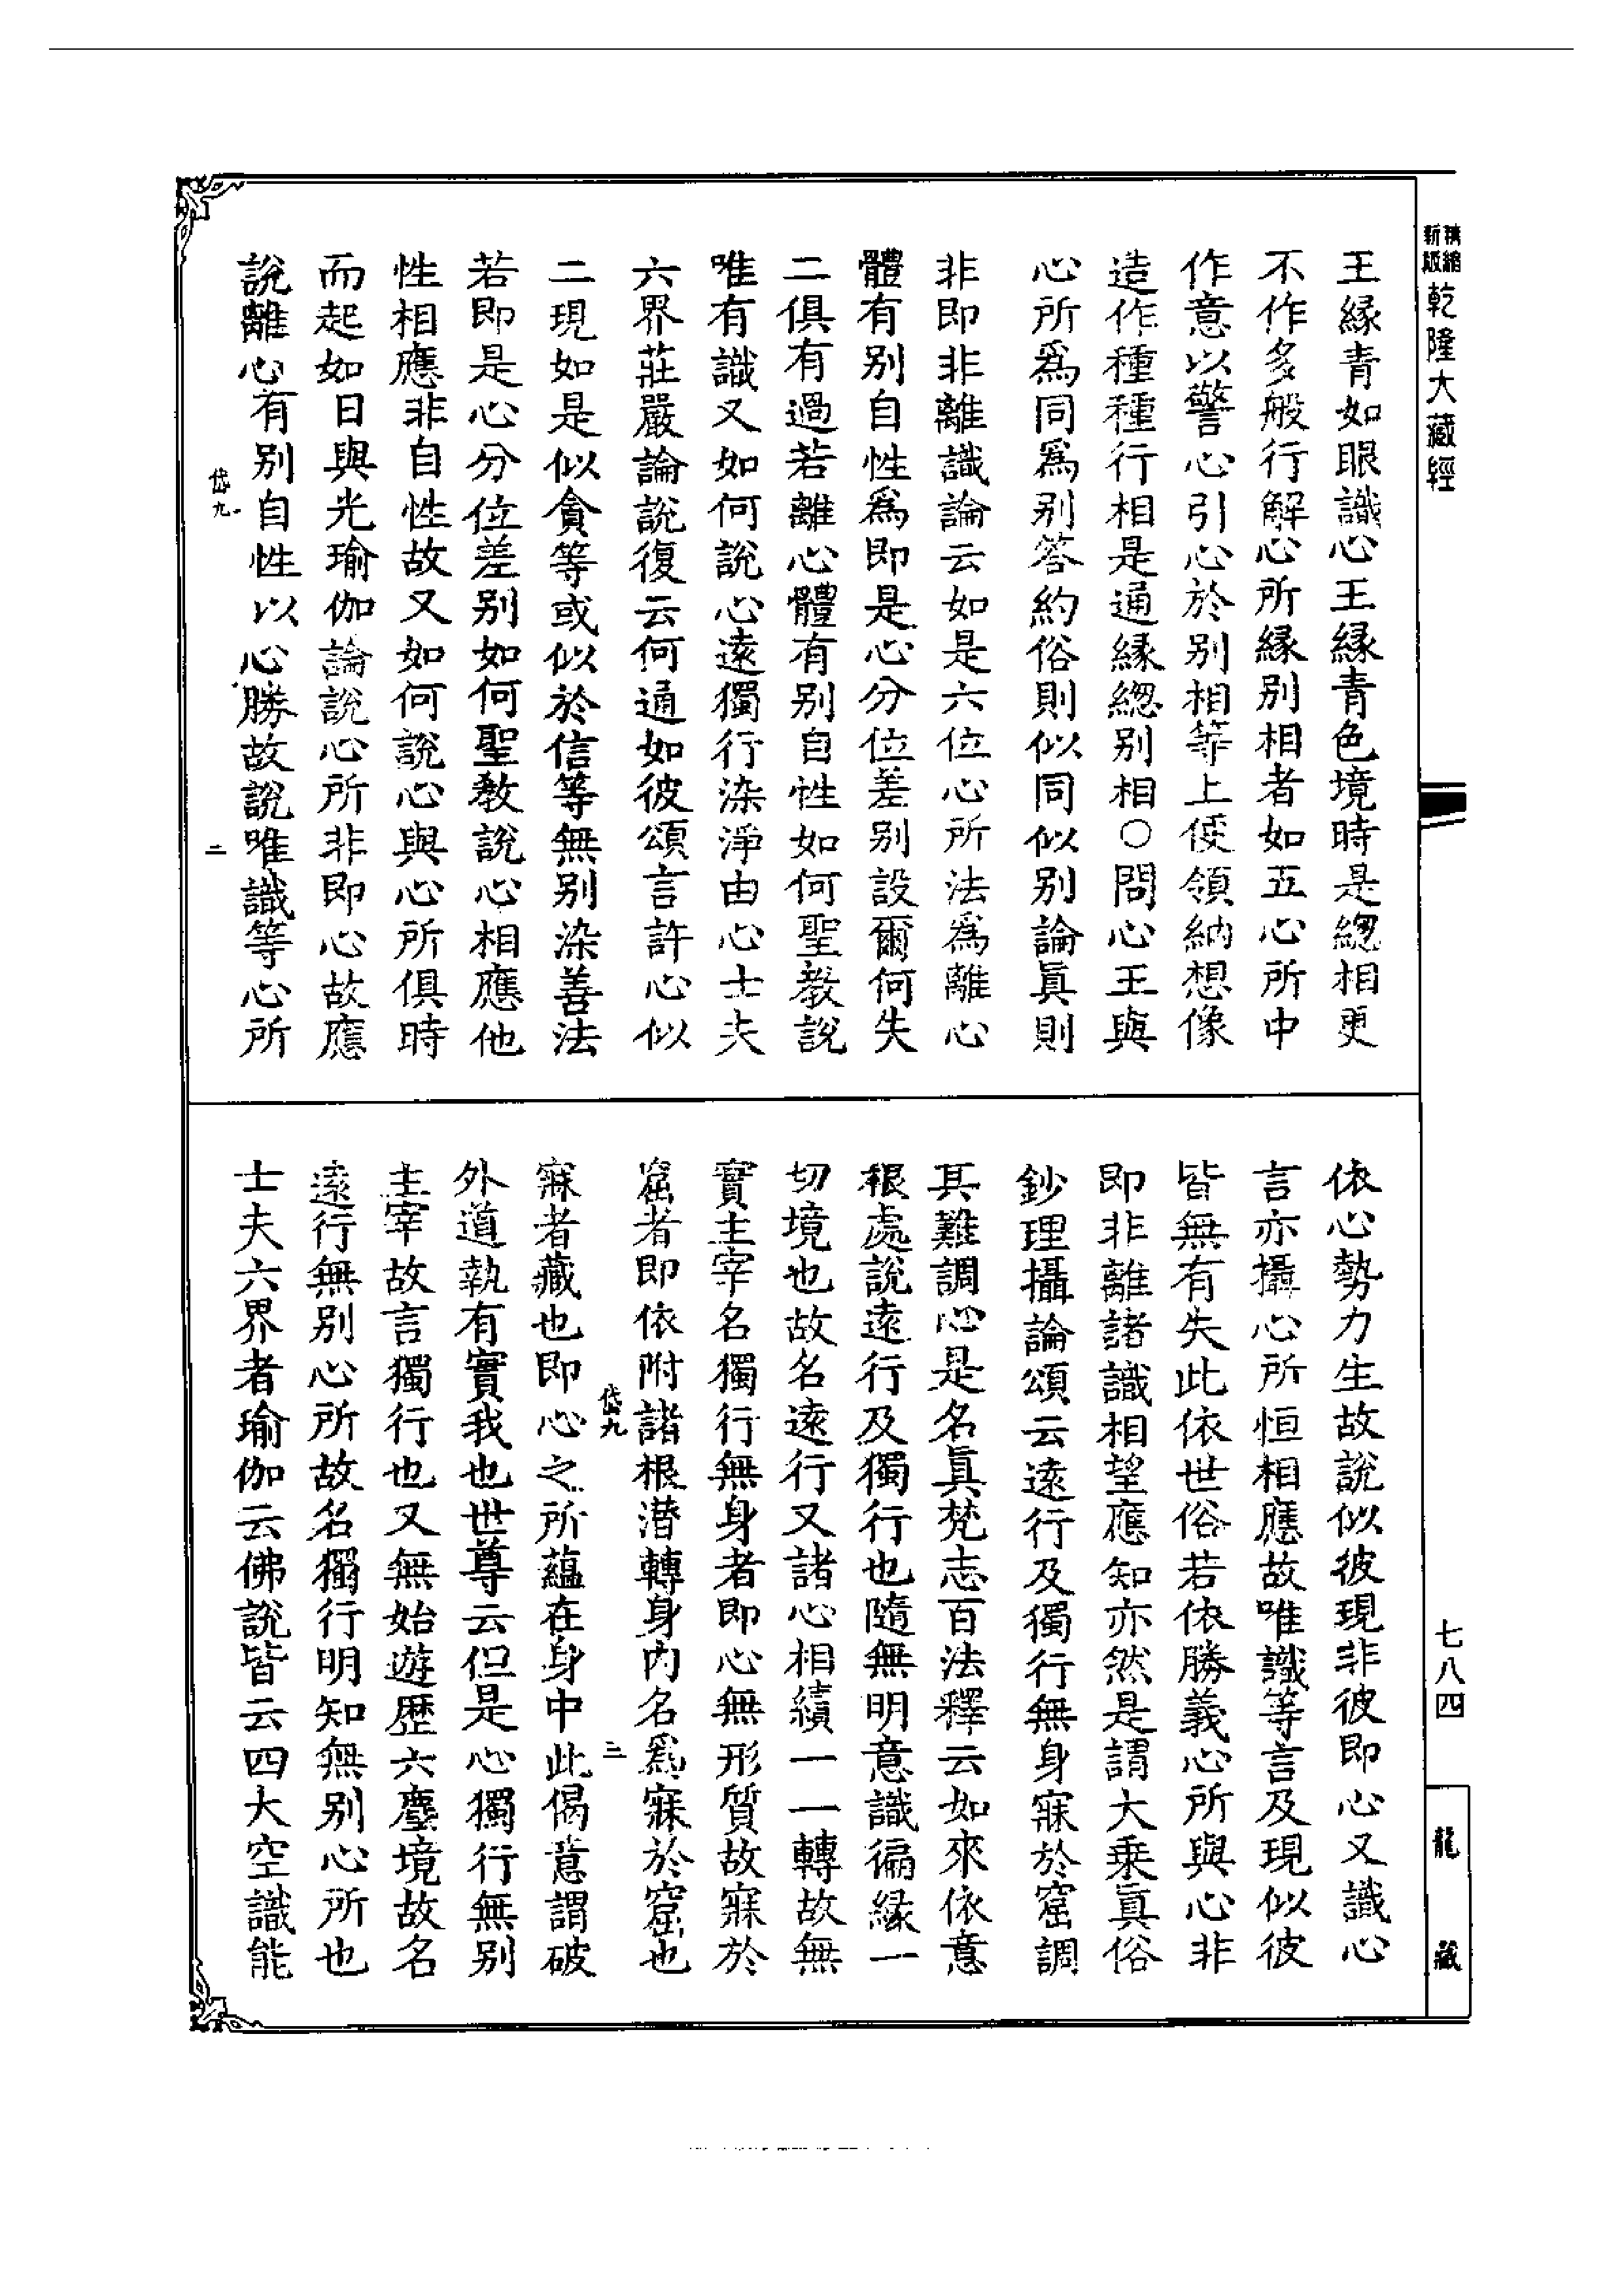 精縮新版乾隆大藏經
王緣青如眼識心王緣青色境時是總相更
不作多般行解心所緣別相者如五心所中
作意以警心引心於別相等上便領納想像
造作種種行相是通緣總別相○問心王與
心所爲同爲別答約俗則似同似別論眞則
非即非離識論云如是六位心所法爲離心
體有別自性爲即是心分位差別設爾何失
二俱有過若離心體有別自性如何聖教說
唯有識又如何說心遠獨行染淨由心士夫
六界莊嚴論說復云何通如彼頌言許心似
二現如是似貪等或似於信等無別染善法
若即是心分位差別如何聖教說心相應他
性相應非自性故又如何說心與心所俱時
而起如日與光瑜伽論說心所非即心故應
說離心有別自性以心勝故說唯識等心所
岱九
二
依心勢力生故說似彼現非彼即心又識心
言亦攝心所恒相應故唯識等言及現似彼
皆無有失此依世俗若依勝義心所與心非
即非離諸識相望應知亦然是謂大乘眞俗
鈔理攝論頌云遠行及獨行無身寐於窟調
其難調心是名眞梵志百法釋云如來依意
根處說遠行及獨行也隨無明意識徧緣一
切境也故名遠行又諸心相續一一轉故無
實主宰名獨行無身者即心無形質故寐於
窟者即依附諸根潛轉身內名爲寐於窟也
岱九
二
寐者藏也即心之所蘊在身中此偈意謂破
外道執有實我也世尊云但是心獨行無別
主宰故言獨行也又無始遊歷六塵境故名
遠行無別心所故名獨行明知無別心所也
士夫六界者瑜伽云佛說皆云四大空識能
七八四
龍藏